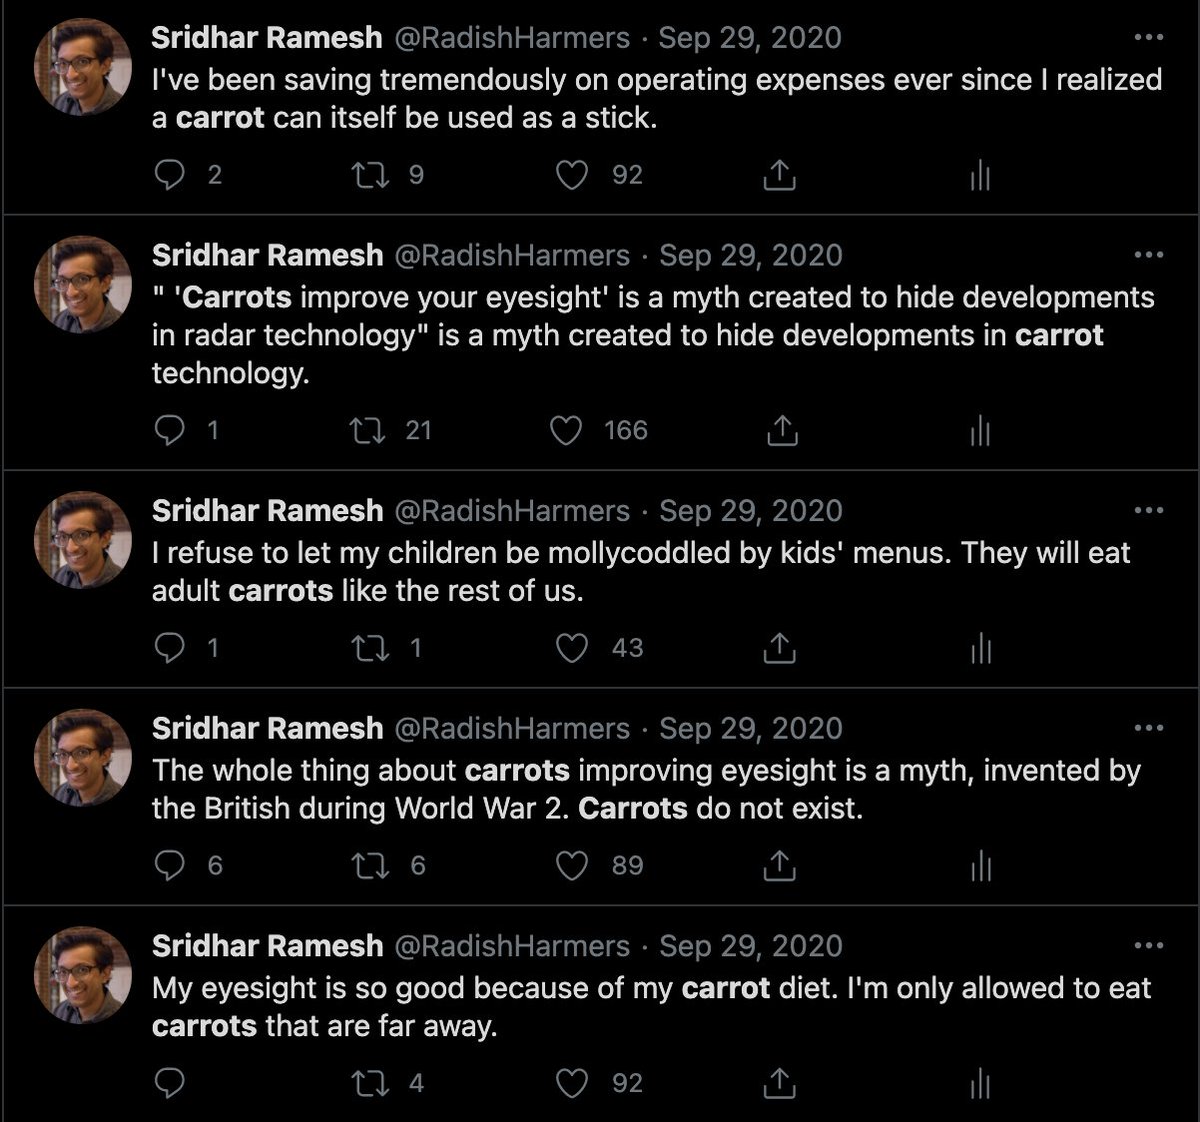 Sridhar Ramesh @RadishHarmers · Sep 29, 2020
I've been saving tremendously on operating expenses ever since I realized
a carrot can itself be used as a stick.
2 9 92
Sridhar Ramesh @RadishHarmers · Sep 29, 2020
" 'Carrots improve your eyesight' is a myth created to hide developments
in radar technology" is a myth created to hide developments in carrot
technology.
1 21 166
Sridhar Ramesh @RadishHarmers · Sep 29, 2020
I refuse to let my children be mollycoddled by kids' menus. They will eat
adult carrots like the rest of us.
1 1 43
Sridhar Ramesh @RadishHarmers · Sep 29, 2020
The whole thing about carrots improving eyesight is a myth, invented by
the British during World War 2. Carrots do not exist.
6 6 89
Sridhar Ramesh @RadishHarmers · Sep 29, 2020
My eyesight is so good because of my carrot diet. I'm only allowed to eat
carrots that are far away.
4 92